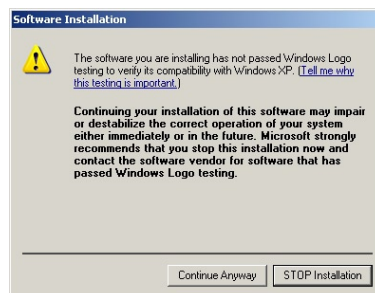 Software Installation
The software you are installing has not passed Windows Logo
testing to verify its compatibility with Windows XP. (Tell me why
this testing is important.)
Continuing your installation of this software may impair
or destabilize the correct operation of your system
either immediately or in the future. Microsoft strongly
recommends that you stop this installation now and
contact the software vendor for software that has
passed Windows Logo testing.
Continue Anyway
STOP Installation